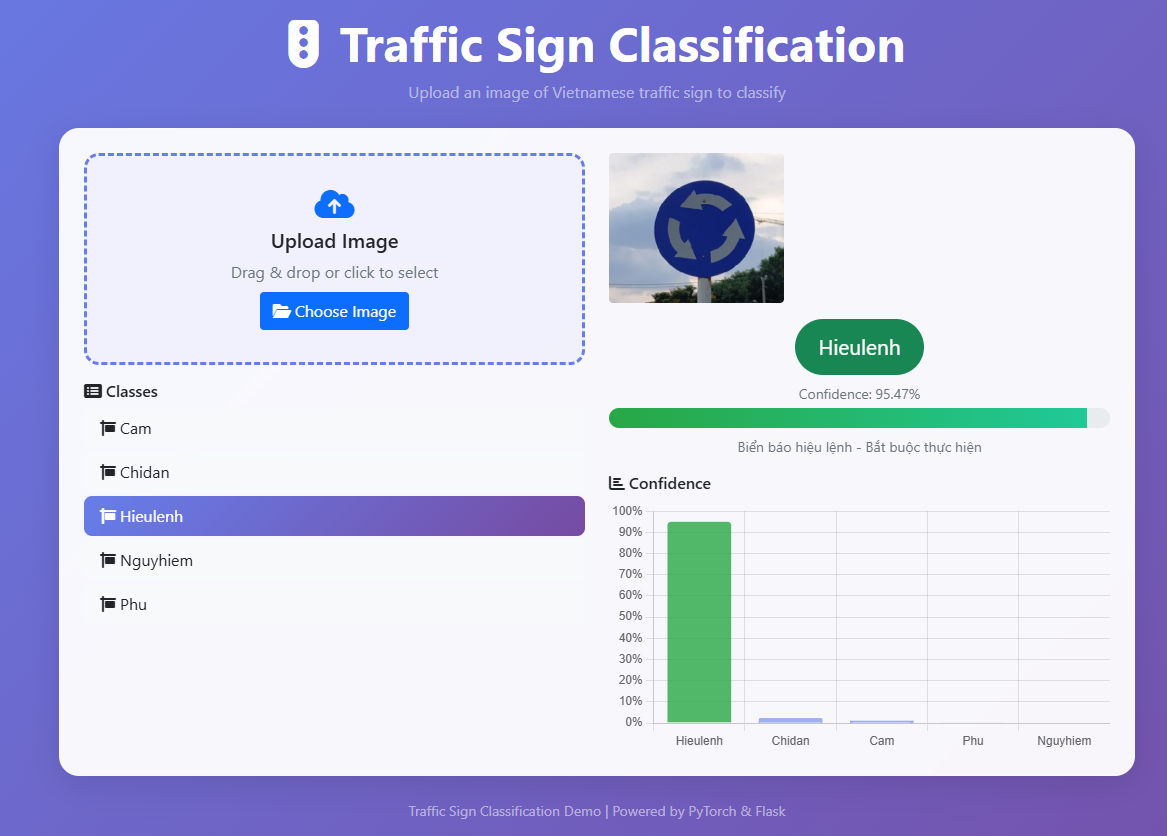 Traffic Sign Classification
Upload an image of Vietnamese traffic sign to classify
Upload Image
Drag & drop or click to select
Choose Image
Classes
Cam
Chidan
Hieulenh
Nguyhiem
Phu
Hieulenh
Confidence: 95.47%
Biển báo hiệu lệnh - Bắt buộc thực hiện
Confidence
100%
90%
80%
70%
60%
50%
40%
30%
20%
10%
0%
Hieulenh Chidan Cam Phu Nguyhiem
Traffic Sign Classification Demo | Powered by PyTorch & Flask